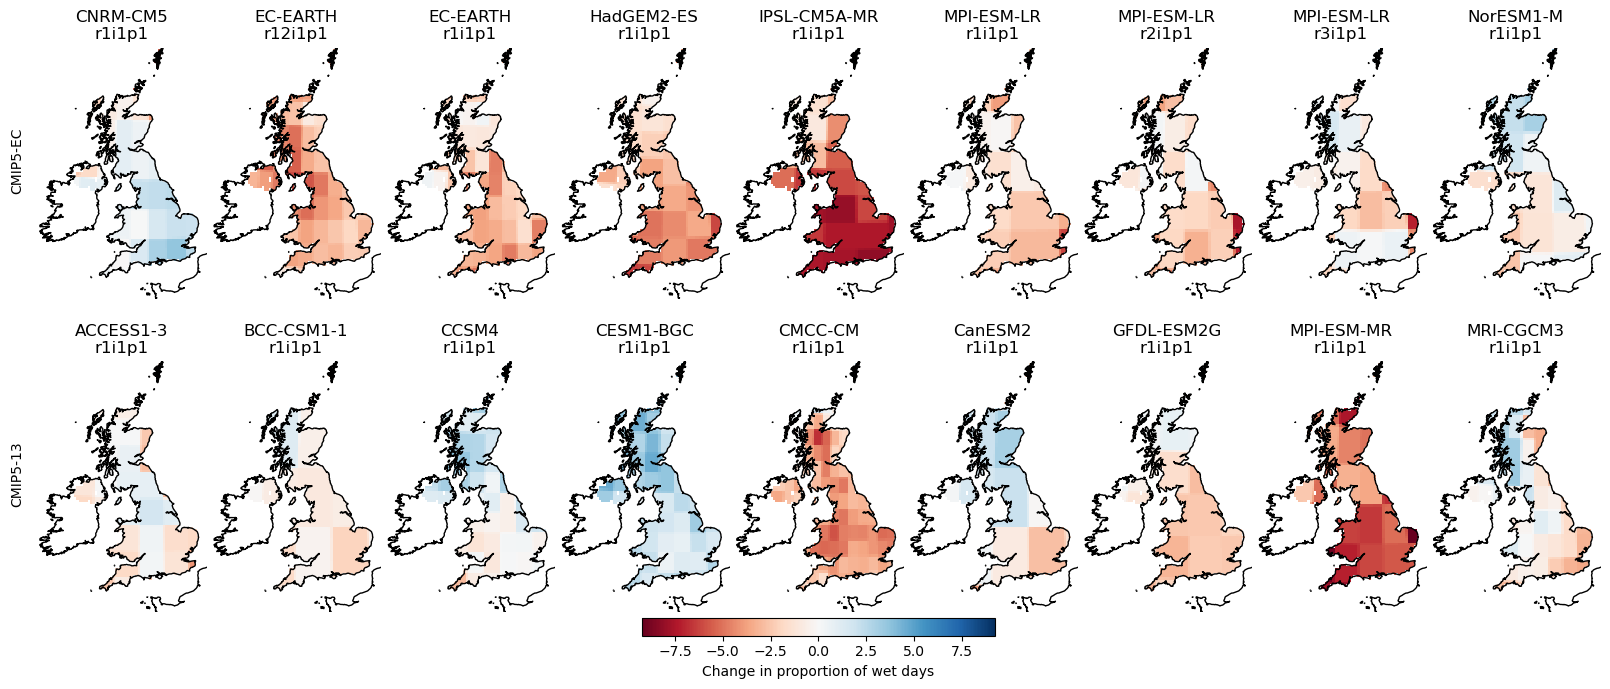 CNRM-CM5
r1i1p1
EC-EARTH
r12i1p1
EC-EARTH
r1i1p1
HadGEM2-ES
r1i1p1
IPSL-CM5A-MR
r1i1p1
MPI-ESM-LR
r1i1p1
MPI-ESM-LR
r2i1p1
MPI-ESM-LR
r3i1p1
NorESM1-M
r1i1p1
CMIP5-EC
ACCESS1-3
r1i1p1
BCC-CSM1-1
r1i1p1
CCSM4
r1i1p1
CESM1-BGC
r1i1p1
CMCC-CM
r1i1p1
CanESM2
r1i1p1
GFDL-ESM2G
r1i1p1
MPI-ESM-MR
r1i1p1
MRI-CGCM3
r1i1p1
CMIP5-13
−7.5 −5.0 −2.5 0.0 2.5 5.0 7.5
Change in proportion of wet days